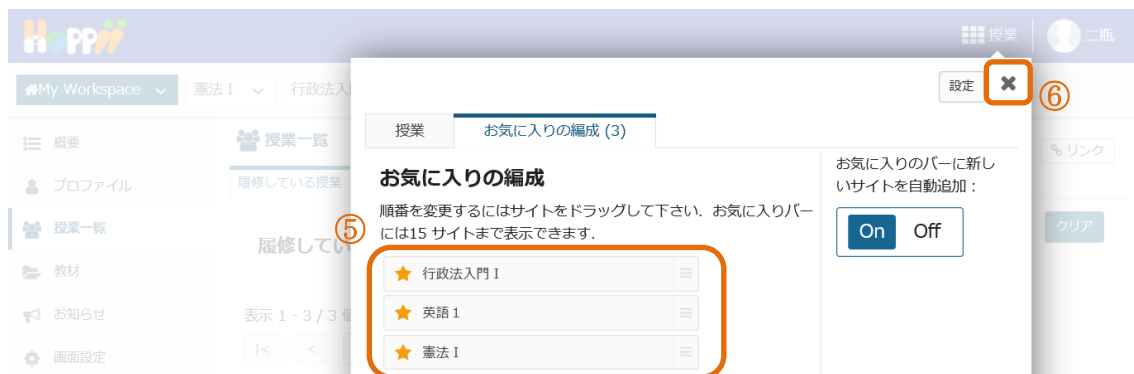 Hoppii
授業
二瓶
My Workspace
憲法 I
行政法入
設定
⑥
概要
授業一覧
授業
お気に入りの編成 (3)
リンク
プロファイル
履修している授業
お気に入りの編成
お気に入りのバーに新し
いサイトを自動追加：
順番を変更するにはサイトをドラッグして下さい．お気に入りバー
には15 サイトまで表示できます．
⑤
授業一覧
履修してい
On Off
クリア
教材
行政法入門 I
お知らせ
表示 1 - 3 / 3 個
英語 1
画面設定
|< <
憲法 I